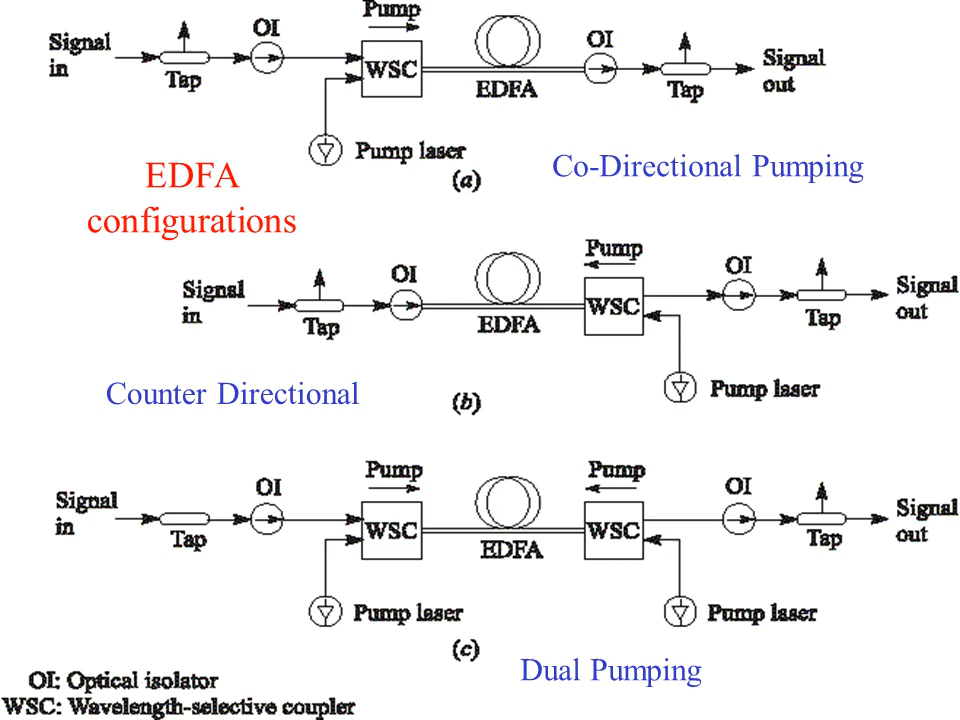 Pump
Signal in
OI
WSC
OI
Signal out
Tap
EDFA
Tap
Pump laser
(a)
Co-Directional Pumping
EDFA
configurations
Pump
Signal in
OI
WSC
OI
Signal out
Tap
EDFA
Tap
Pump laser
Counter Directional
(b)
Pump
Pump
Signal in
OI
WSC
WSC
OI
Signal out
Tap
EDFA
Tap
Pump laser
Pump laser
(c)
Dual Pumping
OI: Optical isolator
WSC: Wavelength-selective coupler